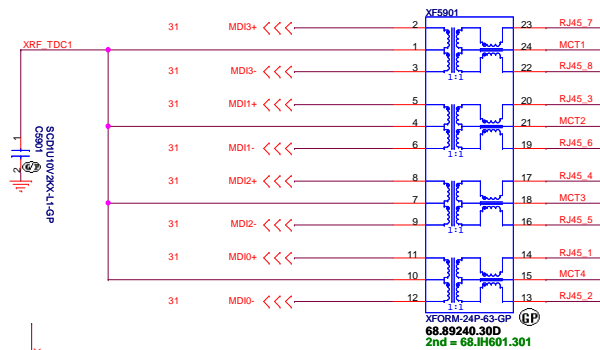 XF5901
31 MDI3+ 2 23 RJ45_7
XRF_TDC1 1 24 MCT1
31 MDI3- 3 22 RJ45_8
1:1
31 MDI1+ 5 20 RJ45_3
4 21 MCT2
31 MDI1- 6 19 RJ45_6
1:1
31 MDI2+ 8 17 RJ45_4
7 18 MCT3
31 MDI2- 9 16 RJ45_5
1:1
31 MDI0+ 11 14 RJ45_1
10 15 MCT4
31 MDI0- 12 13 RJ45_2
1:1
1
2
C5901
SCD1U10V2KX-L1-GP
XFORM-24P-63-GP
GP
68.89240.30D
2nd = 68.IH601.301